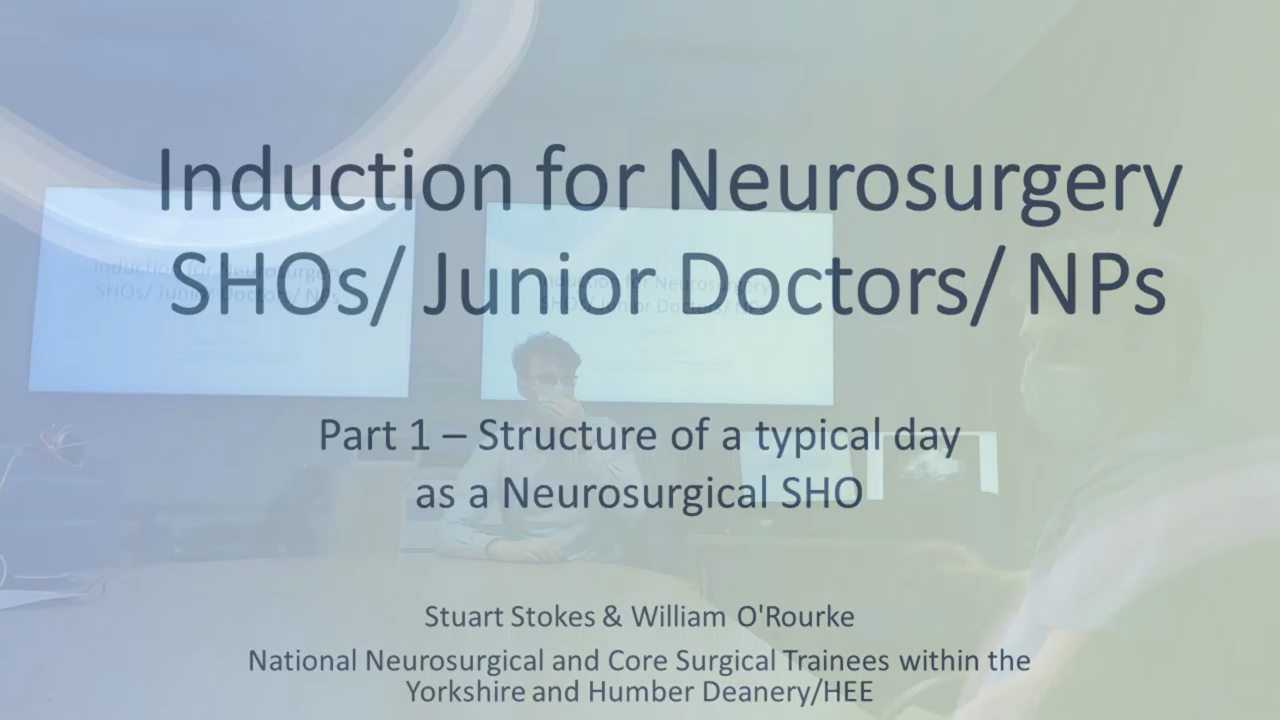 Induction for Neurosurgery
SHOs/ Junior Doctors/ NPs
Part 1 – Structure of a typical day
as a Neurosurgical SHO
Stuart Stokes & William O'Rourke
National Neurosurgical and Core Surgical Trainees within the
Yorkshire and Humber Deanery/HEE